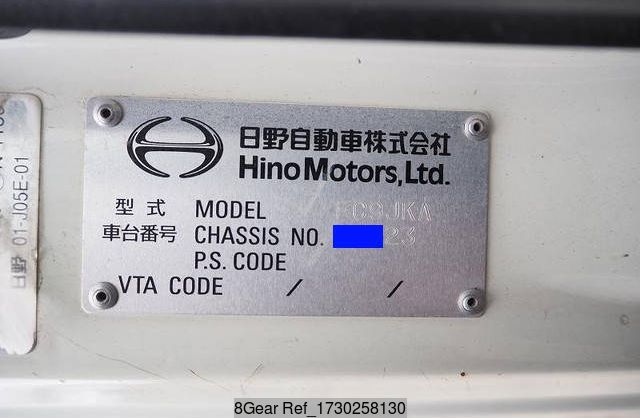 日野自動車株式会社
Hino Motors, Ltd.
型式 MODEL FC9JKA
車台番号 CHASSIS NO. 23
P.S. CODE
VTA CODE / /
日野 01-J05E-01
8Gear Ref_1730258130